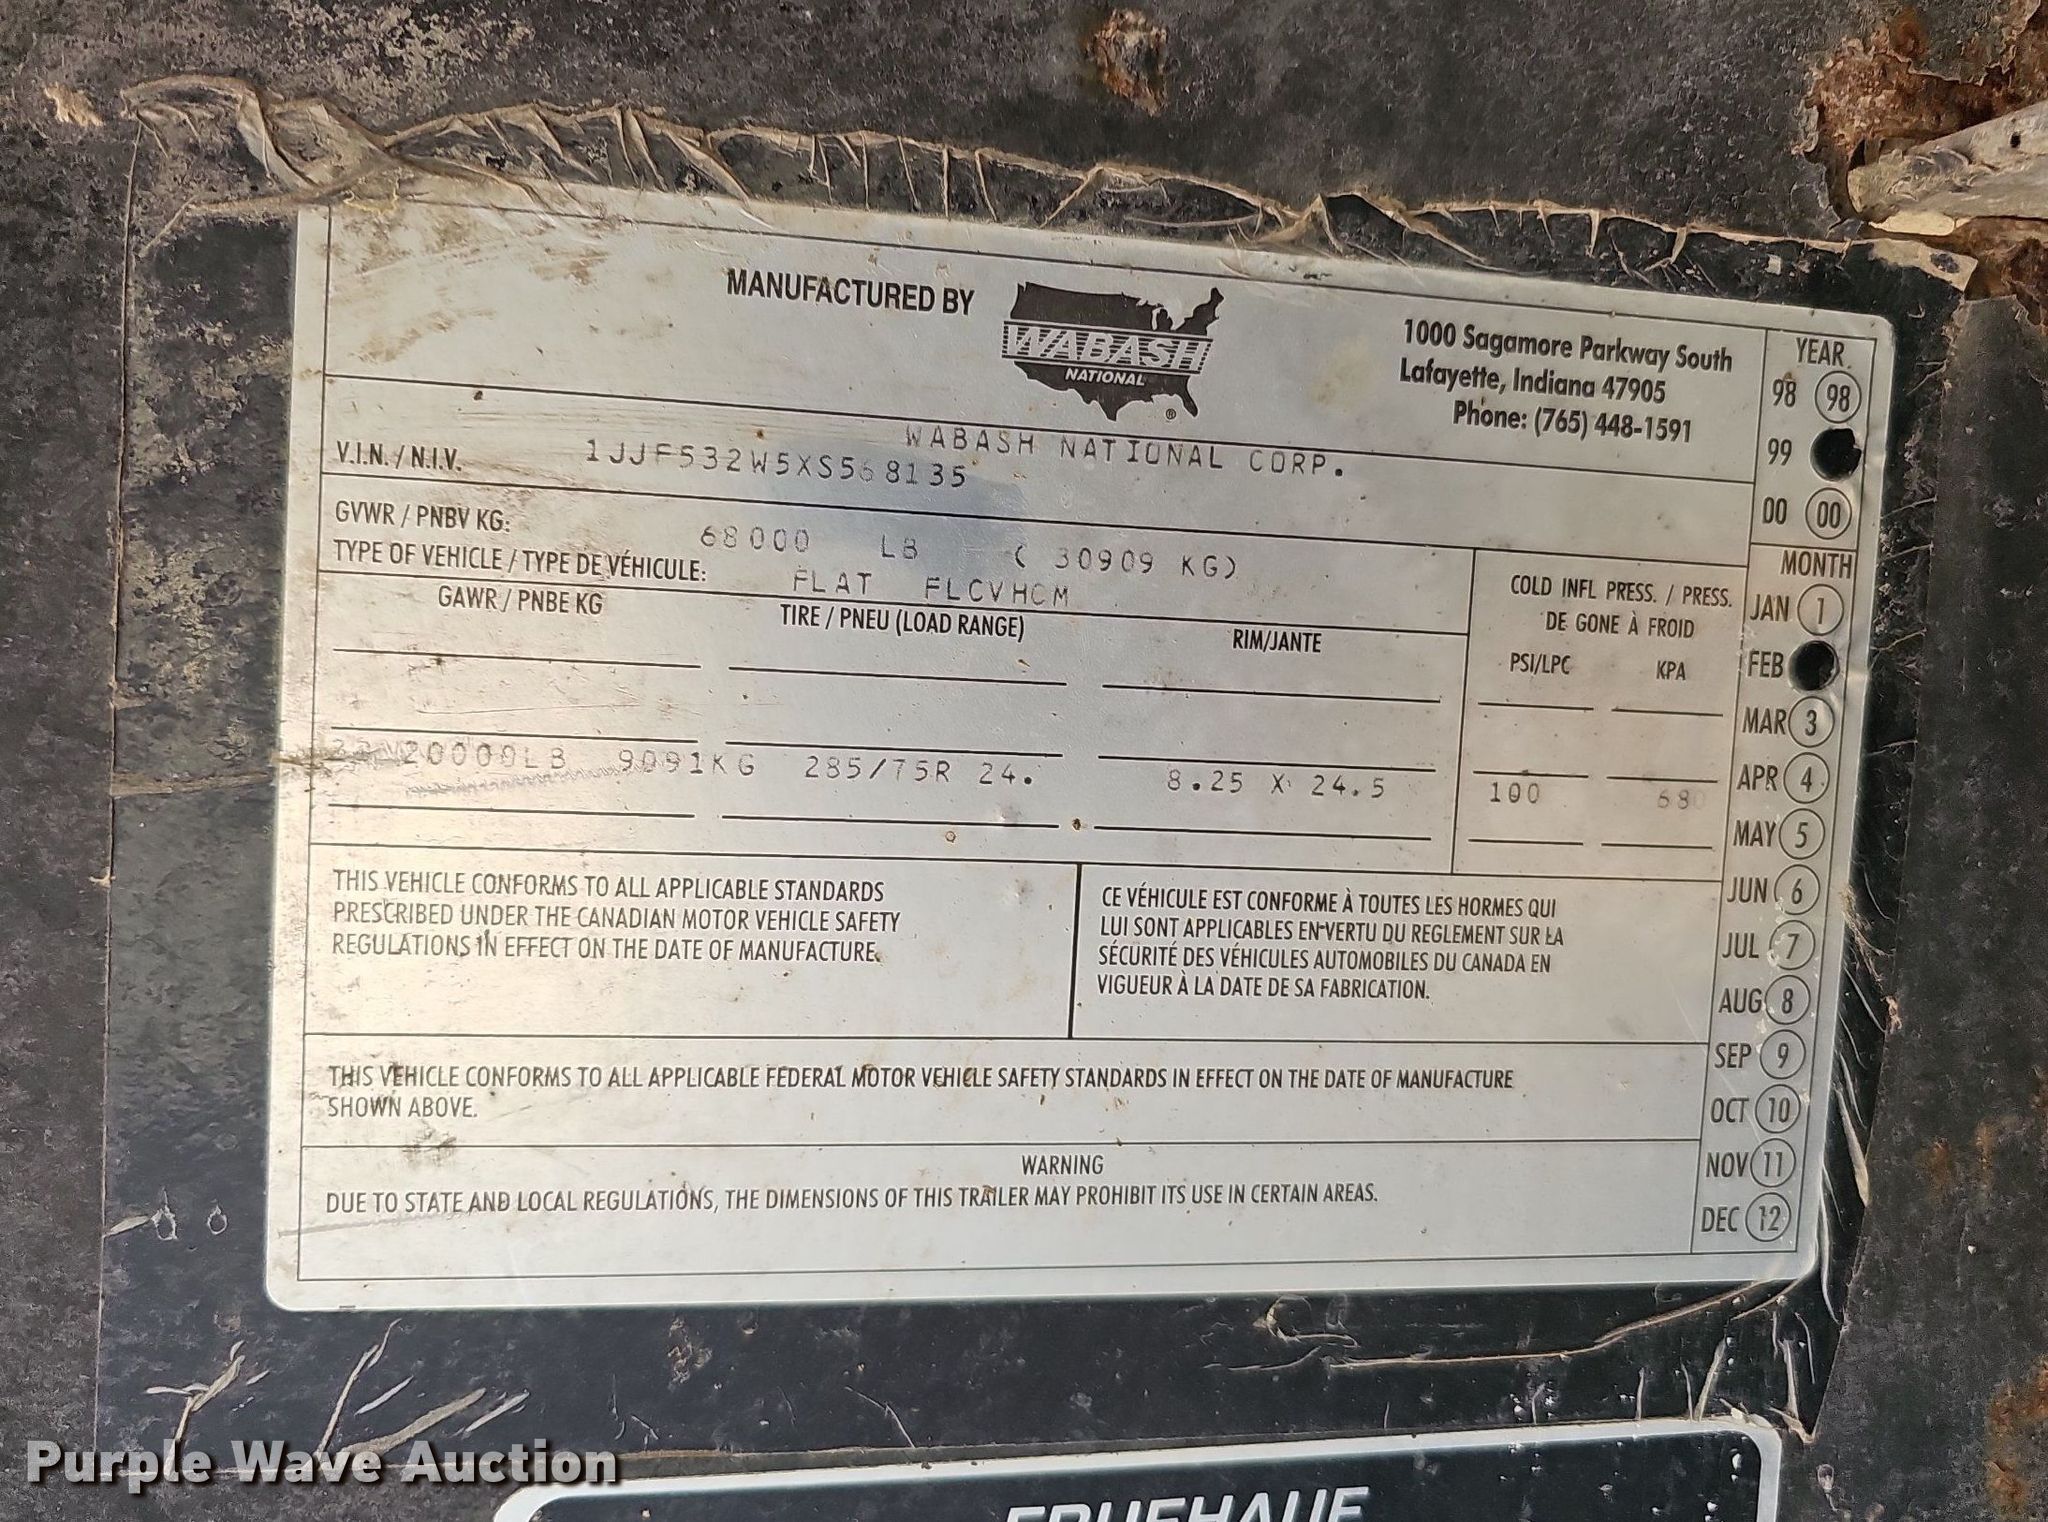 MANUFACTURED BY
WABASH
NATIONAL ®
1000 Sagamore Parkway South
Lafayette, Indiana 47905
Phone: (765) 448-1591
WABASH NATIONAL CORP.
V.I.N. / N.I.V. 1JJF532W5XS568135
GVWR / PNBV KG: 68000 LB ( 30909 KG)
TYPE OF VEHICLE / TYPE DE VÉHICULE: FLAT FLCVHCM
GAWR / PNBE KG TIRE / PNEU (LOAD RANGE) RIM/JANTE
COLD INFL PRESS. / PRESS.
DE GONE À FROID
PSI/LPC KPA
20000LB 9091KG 285/75R 24. 8.25 X 24.5 100 680
THIS VEHICLE CONFORMS TO ALL APPLICABLE STANDARDS
PRESCRIBED UNDER THE CANADIAN MOTOR VEHICLE SAFETY
REGULATIONS IN EFFECT ON THE DATE OF MANUFACTURE.
CE VÉHICULE EST CONFORME À TOUTES LES HORMES QUI
LUI SONT APPLICABLES EN VERTU DU REGLEMENT SUR LA
SÉCURITÉ DES VÉHICULES AUTOMOBILES DU CANADA EN
VIGUEUR À LA DATE DE SA FABRICATION.
THIS VEHICLE CONFORMS TO ALL APPLICABLE FEDERAL MOTOR VEHICLE SAFETY STANDARDS IN EFFECT ON THE DATE OF MANUFACTURE
SHOWN ABOVE.
WARNING
DUE TO STATE AND LOCAL REGULATIONS, THE DIMENSIONS OF THIS TRAILER MAY PROHIBIT ITS USE IN CERTAIN AREAS.
YEAR
98 98
99
00 00
MONTH
JAN 1
FEB
MAR 3
APR 4
MAY 5
JUN 6
JUL 7
AUG 8
SEP 9
OCT 10
NOV 11
DEC 12
FRUEHAUF
Purple Wave Auction